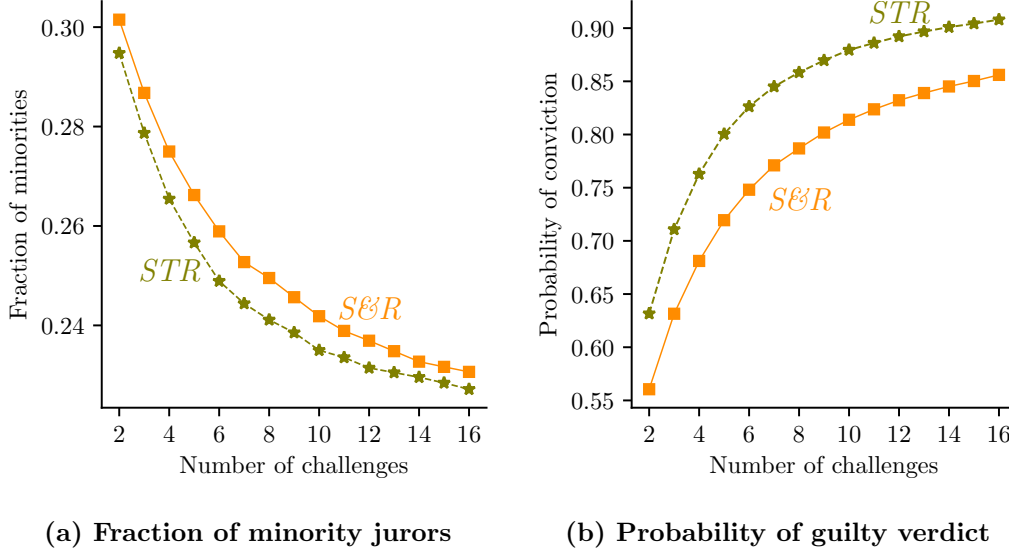 0.30
0.28
0.26
0.24
Fraction of minorities
STR
S&R
2 4 6 8 10 12 14 16
Number of challenges
(a) Fraction of minority jurors
0.90
0.85
0.80
0.75
0.70
0.65
0.60
0.55
Probability of conviction
STR
S&R
2 4 6 8 10 12 14 16
Number of challenges
(b) Probability of guilty verdict